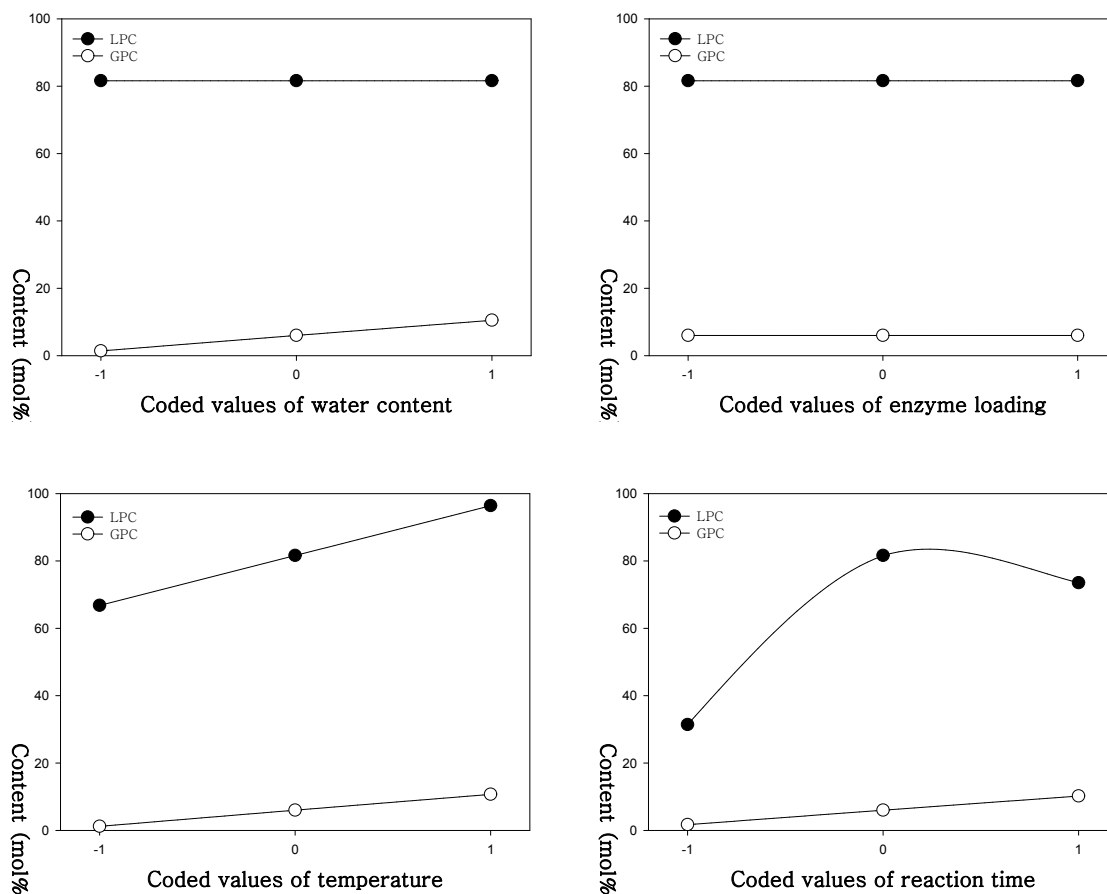 100
80
60
40
20
0
LPC
GPC
Content (mol%
-1 0 1
Coded values of water content
100
80
60
40
20
0
LPC
GPC
Content (mol%
-1 0 1
Coded values of enzyme loading
100
80
60
40
20
0
LPC
GPC
Content (mol%
-1 0 1
Coded values of temperature
100
80
60
40
20
0
LPC
GPC
Content (mol%
-1 0 1
Coded values of reaction time